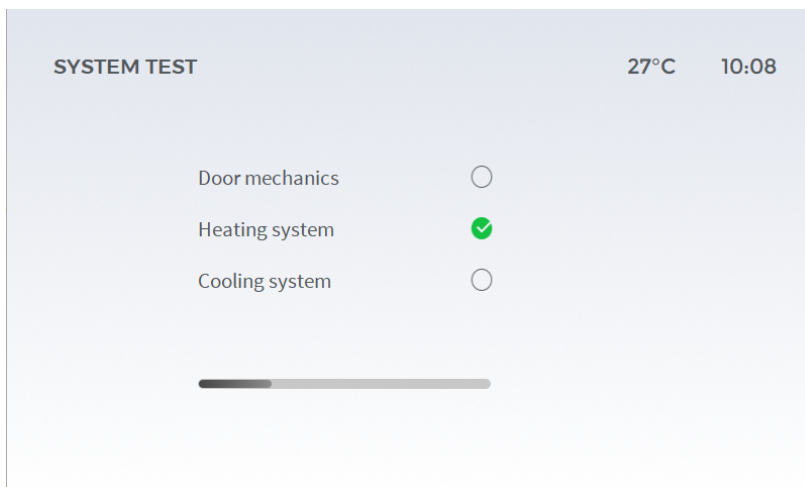 SYSTEM TEST 27°C 10:08
Door mechanics
Heating system
Cooling system